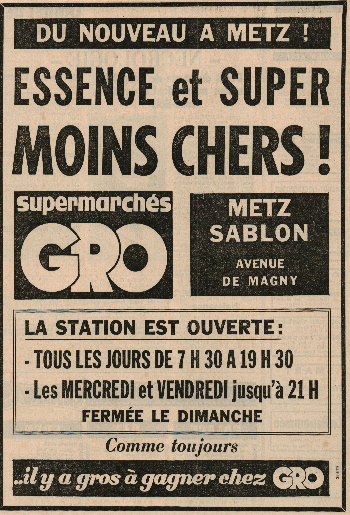 DU NOUVEAU A METZ !
ESSENCE et SUPER
MOINS CHERS !
supermarchés
GRO
METZ
SABLON
AVENUE
DE MAGNY
LA STATION EST OUVERTE :
- TOUS LES JOURS DE 7 H 30 A 19 H 30
- Les MERCREDI et VENDREDI jusqu'à 21 H
FERMÉE LE DIMANCHE
Comme toujours
..il y a gros à gagner chez GRO